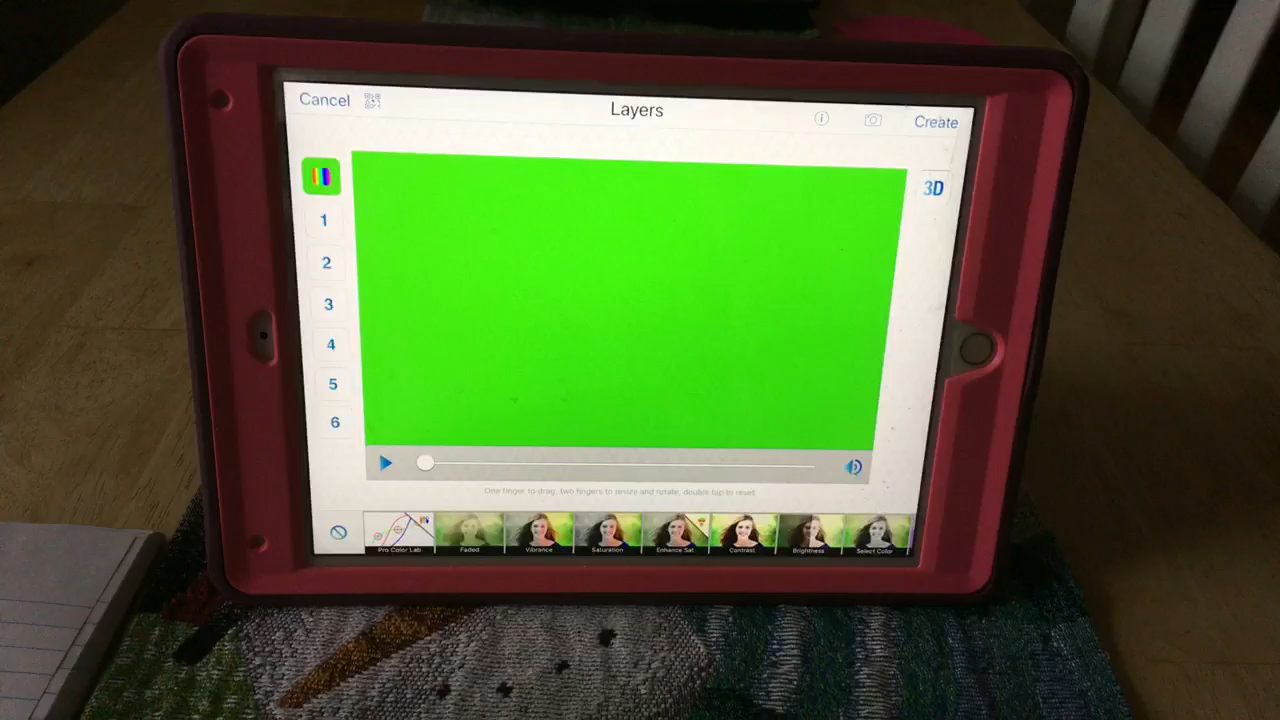 Cancel Layers Create
3D
1
2
3
4
5
6
One finger to drag, two fingers to resize and rotate, double tap to reset
Pro Color Lab Faded Vibrance Saturation Enhance Sat Contrast Brightness Select Color